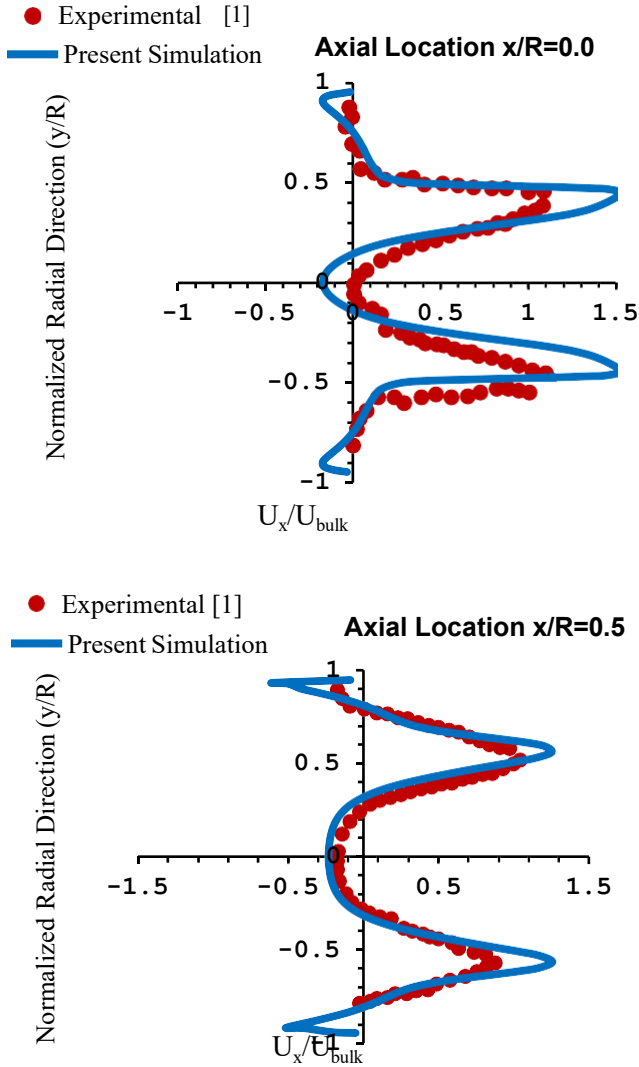 Experimental [1]
Present Simulation
Axial Location x/R=0.0
Normalized Radial Direction (y/R)
1
0.5
-1
-0.5
0
0.5
1
1.5
-0.5
-1
Ux/Ubulk
Experimental [1]
Present Simulation
Axial Location x/R=0.5
Normalized Radial Direction (y/R)
1
0.5
-1.5
-0.5
0
0.5
1.5
-0.5
-1
Ux/Ubulk